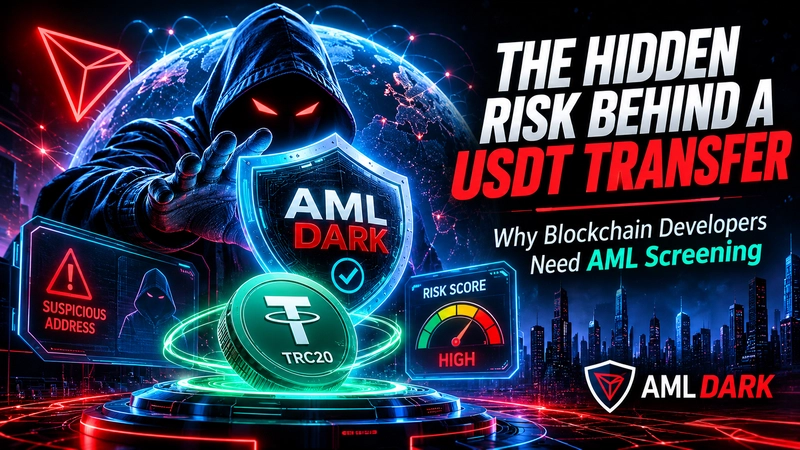 THE HIDDEN
RISK BEHIND A
USDT TRANSFER
Why Blockchain Developers
Need AML Screening
AML
DARK
SUSPICIOUS
ADDRESS
TRC20
RISK SCORE
HIGH
AML DARK